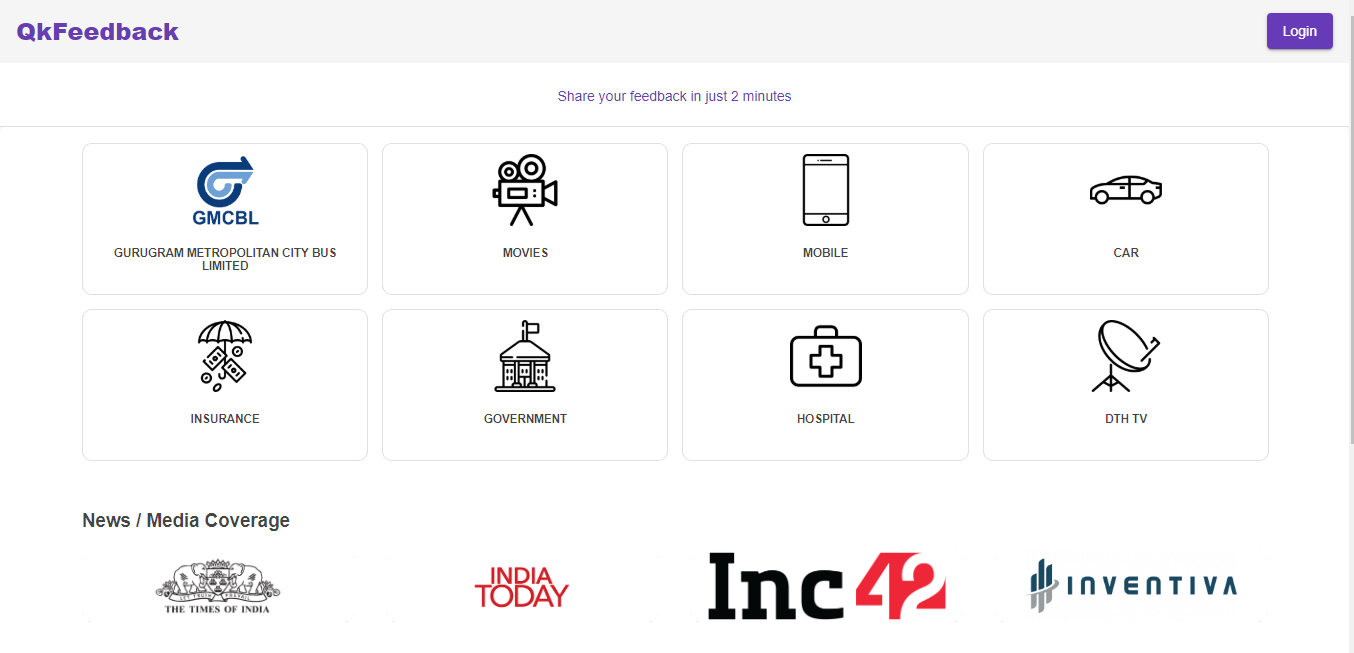 QkFeedback
Login
Share your feedback in just 2 minutes
GMCBL
GURUGRAM METROPOLITAN CITY BUS
LIMITED
MOVIES
MOBILE
CAR
INSURANCE
GOVERNMENT
HOSPITAL
DTH TV
News / Media Coverage
THE TIMES OF INDIA
INDIA
TODAY
Inc42
INVENTIVA